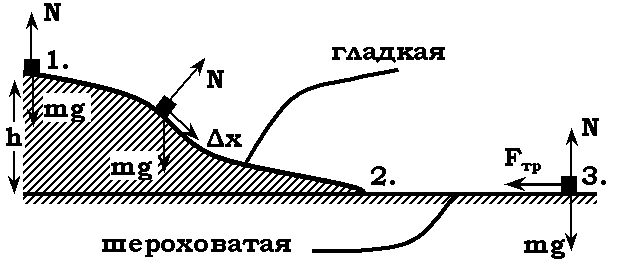 N
1.
гладкая
N
mg
h
Δx
mg
N
Fтр
2.
3.
шероховатая
mg